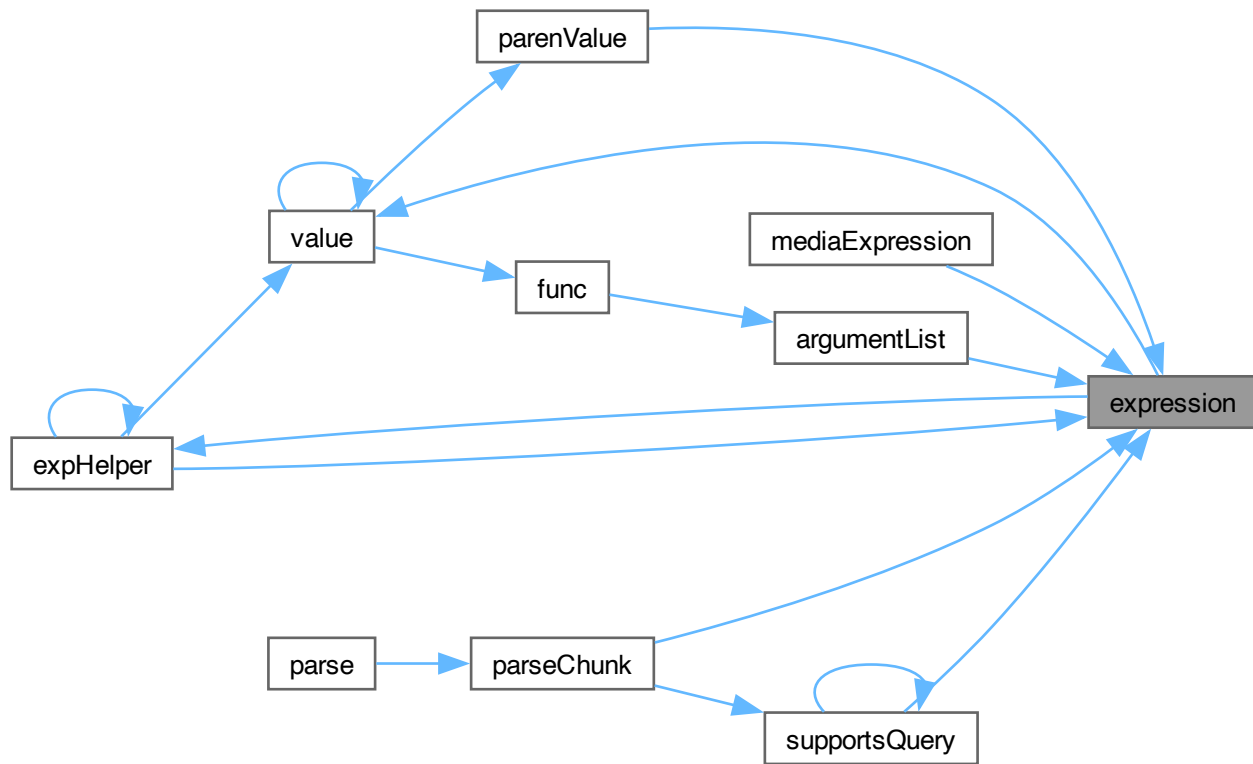 parenValue
value
mediaExpression
func
argumentList
expression
expHelper
parse
parseChunk
supportsQuery